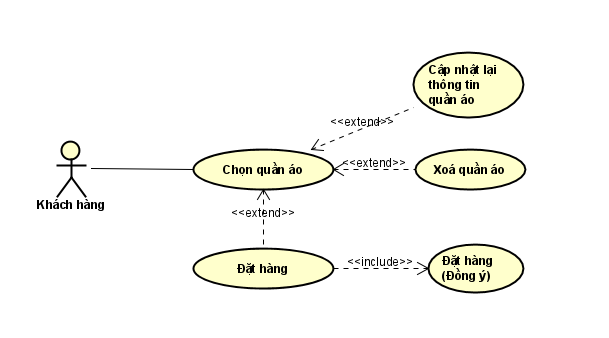 Cập nhật lại
thông tin
quần áo
<<extend>>
Chọn quần áo
<<extend>>
Xoá quần áo
Khách hàng
<<extend>>
Đặt hàng
<<include>>
Đặt hàng
(Đồng ý)